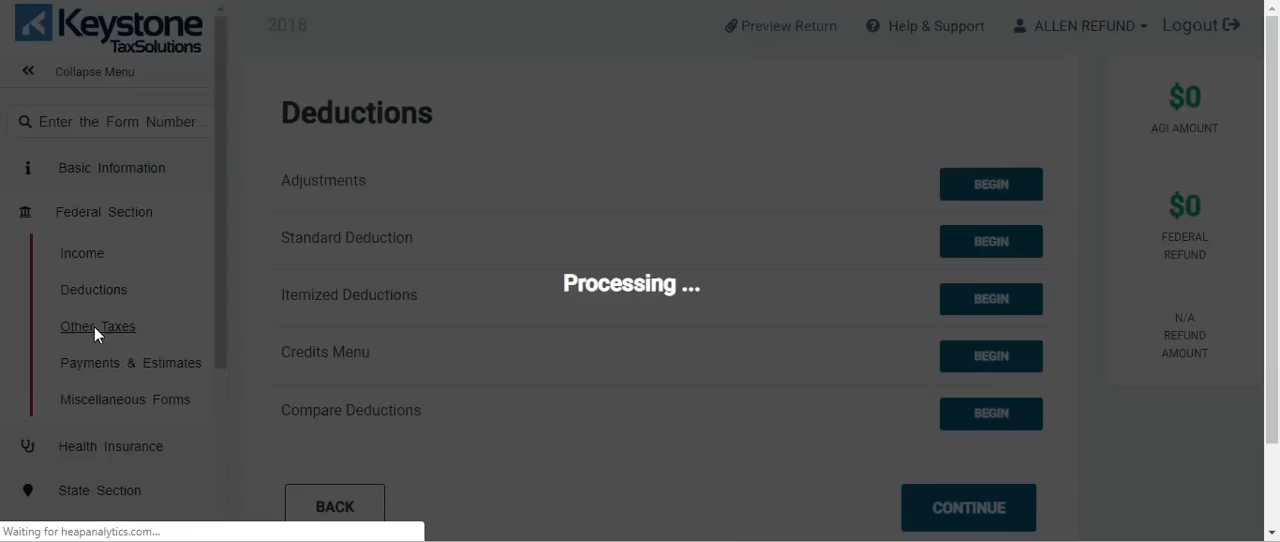 Keystone
TaxSolutions
Collapse Menu
Enter the Form Number...
Basic Information
Federal Section
Income
Deductions
Other Taxes
Payments & Estimates
Miscellaneous Forms
Health Insurance
State Section
Waiting for heapanalytics.com...
2018
Preview Return
Help & Support
ALLEN REFUND
Logout
Deductions
Adjustments
BEGIN
Standard Deduction
BEGIN
Processing ...
Itemized Deductions
BEGIN
Credits Menu
BEGIN
Compare Deductions
BEGIN
BACK
CONTINUE
$0
AGI AMOUNT
$0
FEDERAL
REFUND
N/A
REFUND
AMOUNT